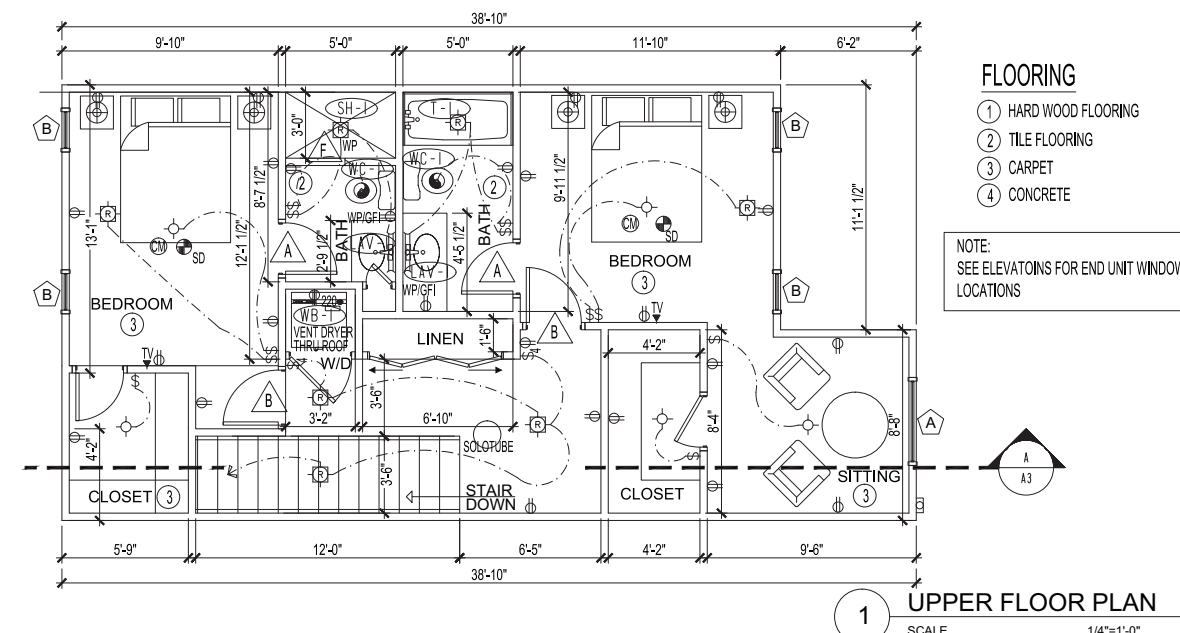 38'-10"
9'-10" 5'-0" 5'-0" 11'-10" 6'-2"
FLOORING
1 HARD WOOD FLOORING
2 TILE FLOORING
3 CARPET
4 CONCRETE
NOTE:
SEE ELEVATOINS FOR END UNIT WINDOW
LOCATIONS
SH-1
T-1
R
R
3'-0"
F
WP
B
B
WC-1
WC-1
8'-7 1/2"
2
2
9'-11 1/2"
11'-1 1/2"
$$
$$
R
R
WP/GFI
13'-1"
12'-1 1/2"
2'-9 1/2"
BATH
4'-5 1/2"
BATH
CM
SD
CM
SD
A
LAV-1
LAV-1
WP/GFI
A
BEDROOM
3
BEDROOM
3
B
B
220
WB-1
VENT DRYER
THRU ROOF
W/D
LINEN
1'-6"
$$
B
TV
TV
$$
4'-2"
3'-6"
B
R
3'-2"
6'-10"
R
8'-4"
8'-8"
A
$
$
$
4'-2"
SOLOTUBE
3'-6"
R
STAIR
DOWN
CLOSET 3
CLOSET
SITTING
3
A
A3
5'-9" 12'-0" 6'-5" 4'-2" 9'-6"
38'-10"
1 UPPER FLOOR PLAN
SCALE 1/4"=1'-0"